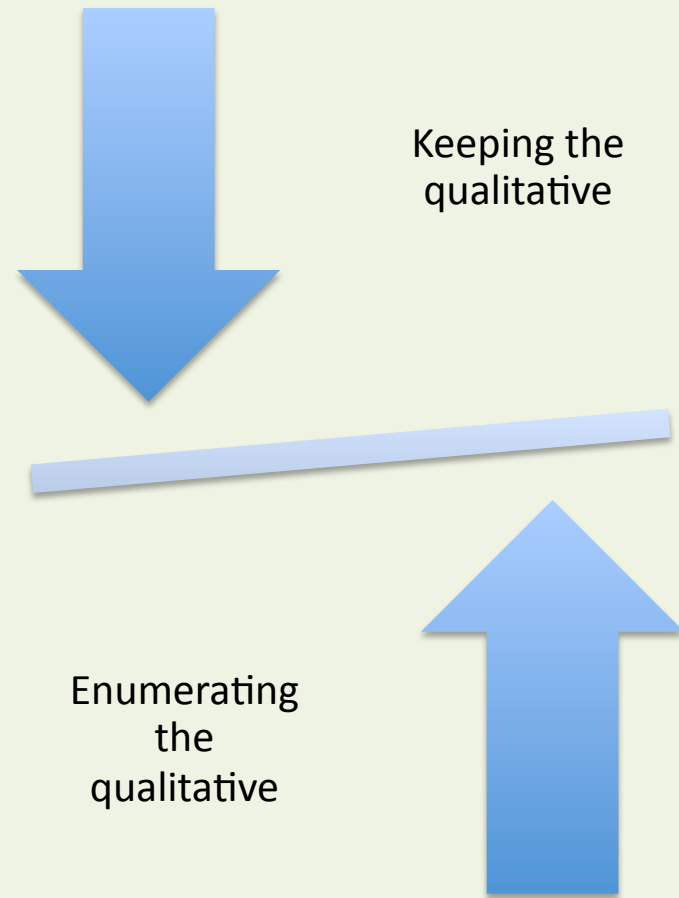 Keeping the
qualitative
Enumerating
the
qualitative